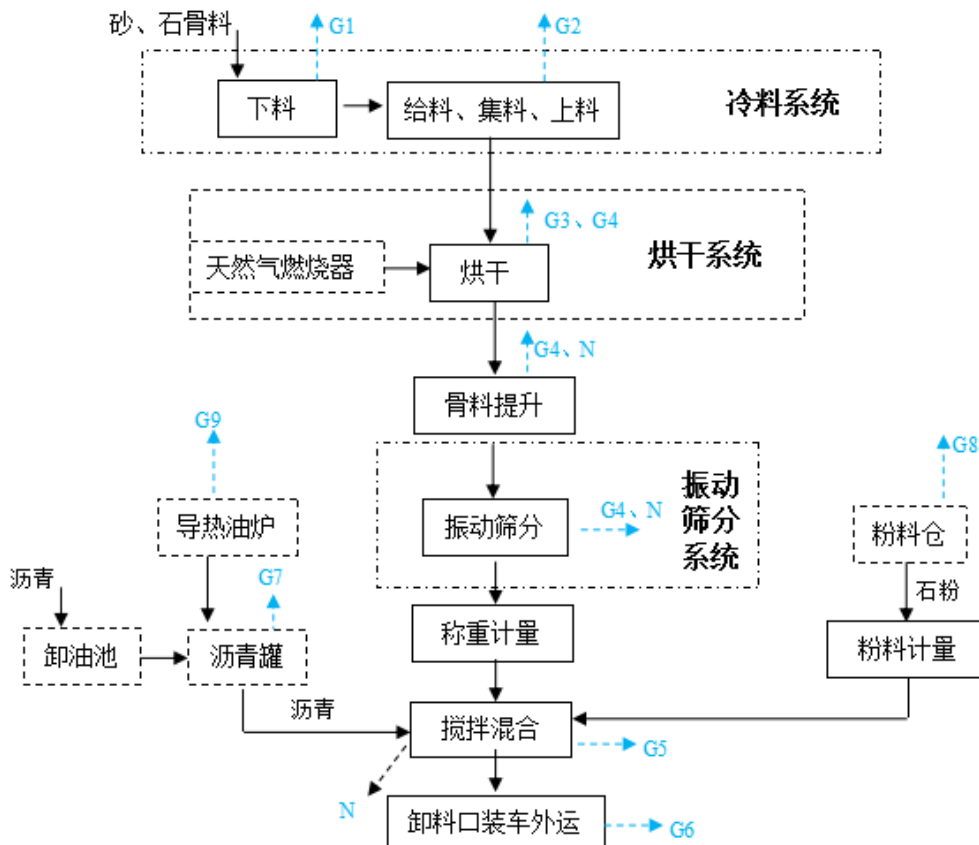 砂、石骨料
G1
G2
下料
给料、集料、上料
冷料系统
G3、G4
天然气燃烧器
烘干
烘干系统
G4、N
骨料提升
G9
G8
振动
筛分
系统
导热油炉
振动筛分
G4、N
粉料仓
沥青
G7
石粉
卸油池
沥青罐
称重计量
粉料计量
沥青
搅拌混合
G5
N
卸料口装车外运
G6